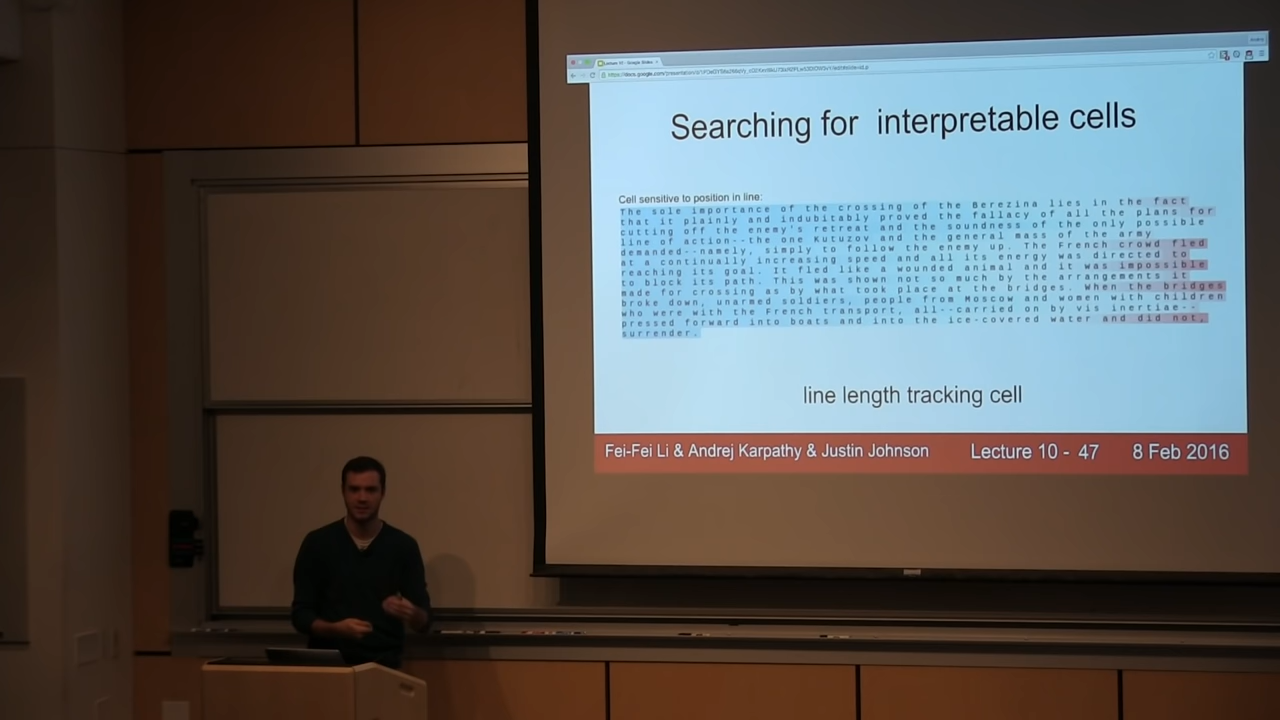 Lecture 10 - Google Slides
Searching for interpretable cells
Cell sensitive to position in line:
The sole importance of the crossing of the Berezina lies in the fact
that it plainly and indubitably proved the fallacy of all the plans for
cutting off the enemy's retreat and the soundness of the only possible
line of action--the one Kutuzov and the general mass of the army
demanded--namely, simply to follow the enemy up. The French crowd fled
at a continually increasing speed and all its energy was directed to
reaching its goal. It fled like a wounded animal and it was impossible
to block its path. This was shown not so much by the arrangements it
made for crossing as by what took place at the bridges. When the bridges
broke down, unarmed soldiers, people from Moscow and women with children
who were with the French transport, all--carried on by vis inertiae--
pressed forward into boats and into the ice-covered water and did not,
surrender.
line length tracking cell
Fei-Fei Li & Andrej Karpathy & Justin Johnson Lecture 10 - 47 8 Feb 2016